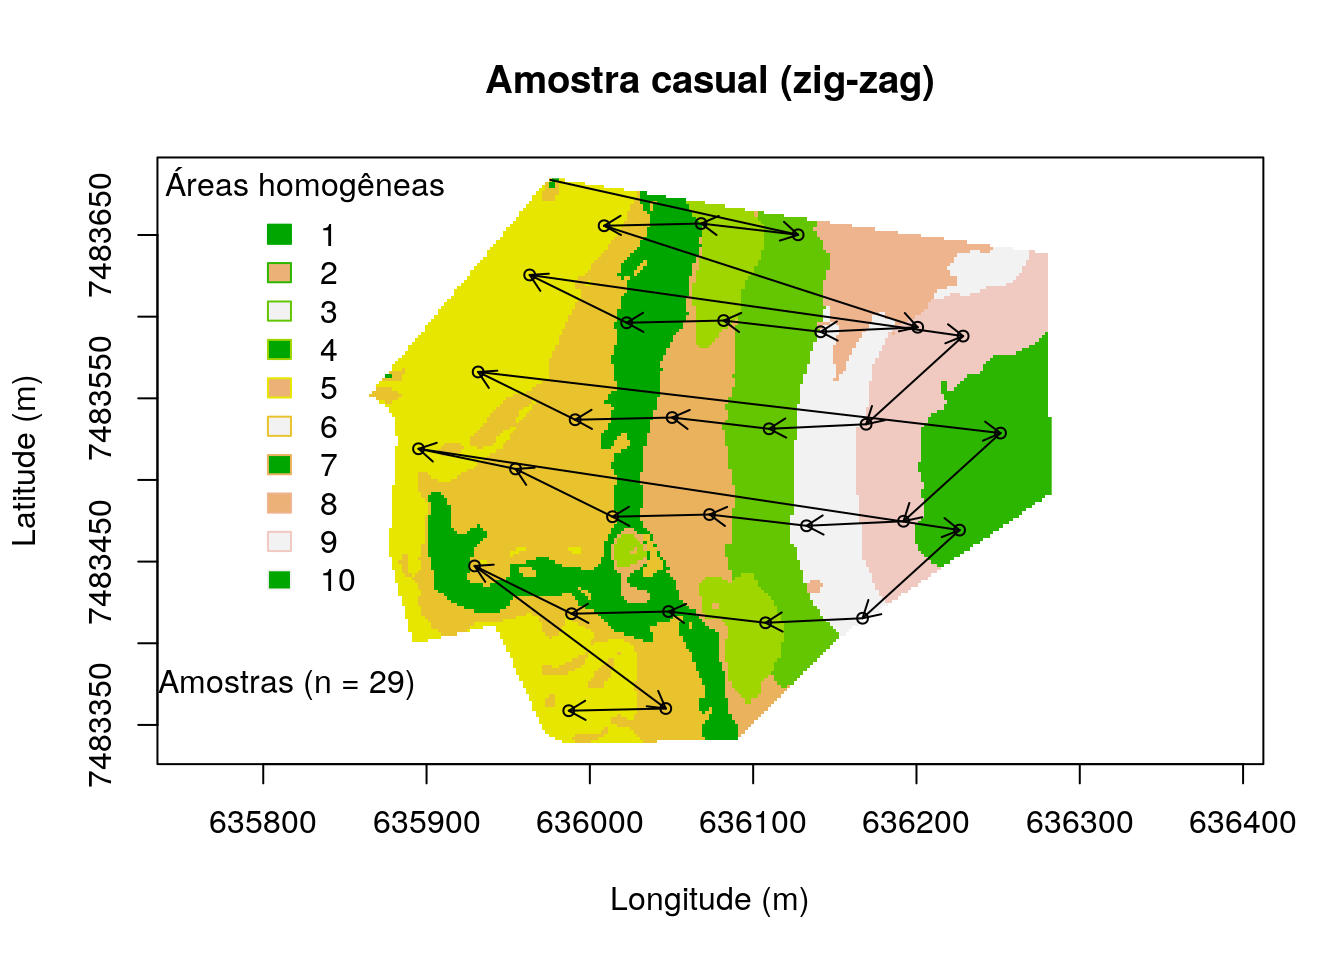 Amostra casual (zig-zag)
Áreas homogêneas
1
2
3
4
5
6
7
8
9
10
Amostras (n = 29)
Latitude (m)
7483650
7483550
7483450
7483350
635800 635900 636000 636100 636200 636300 636400
Longitude (m)